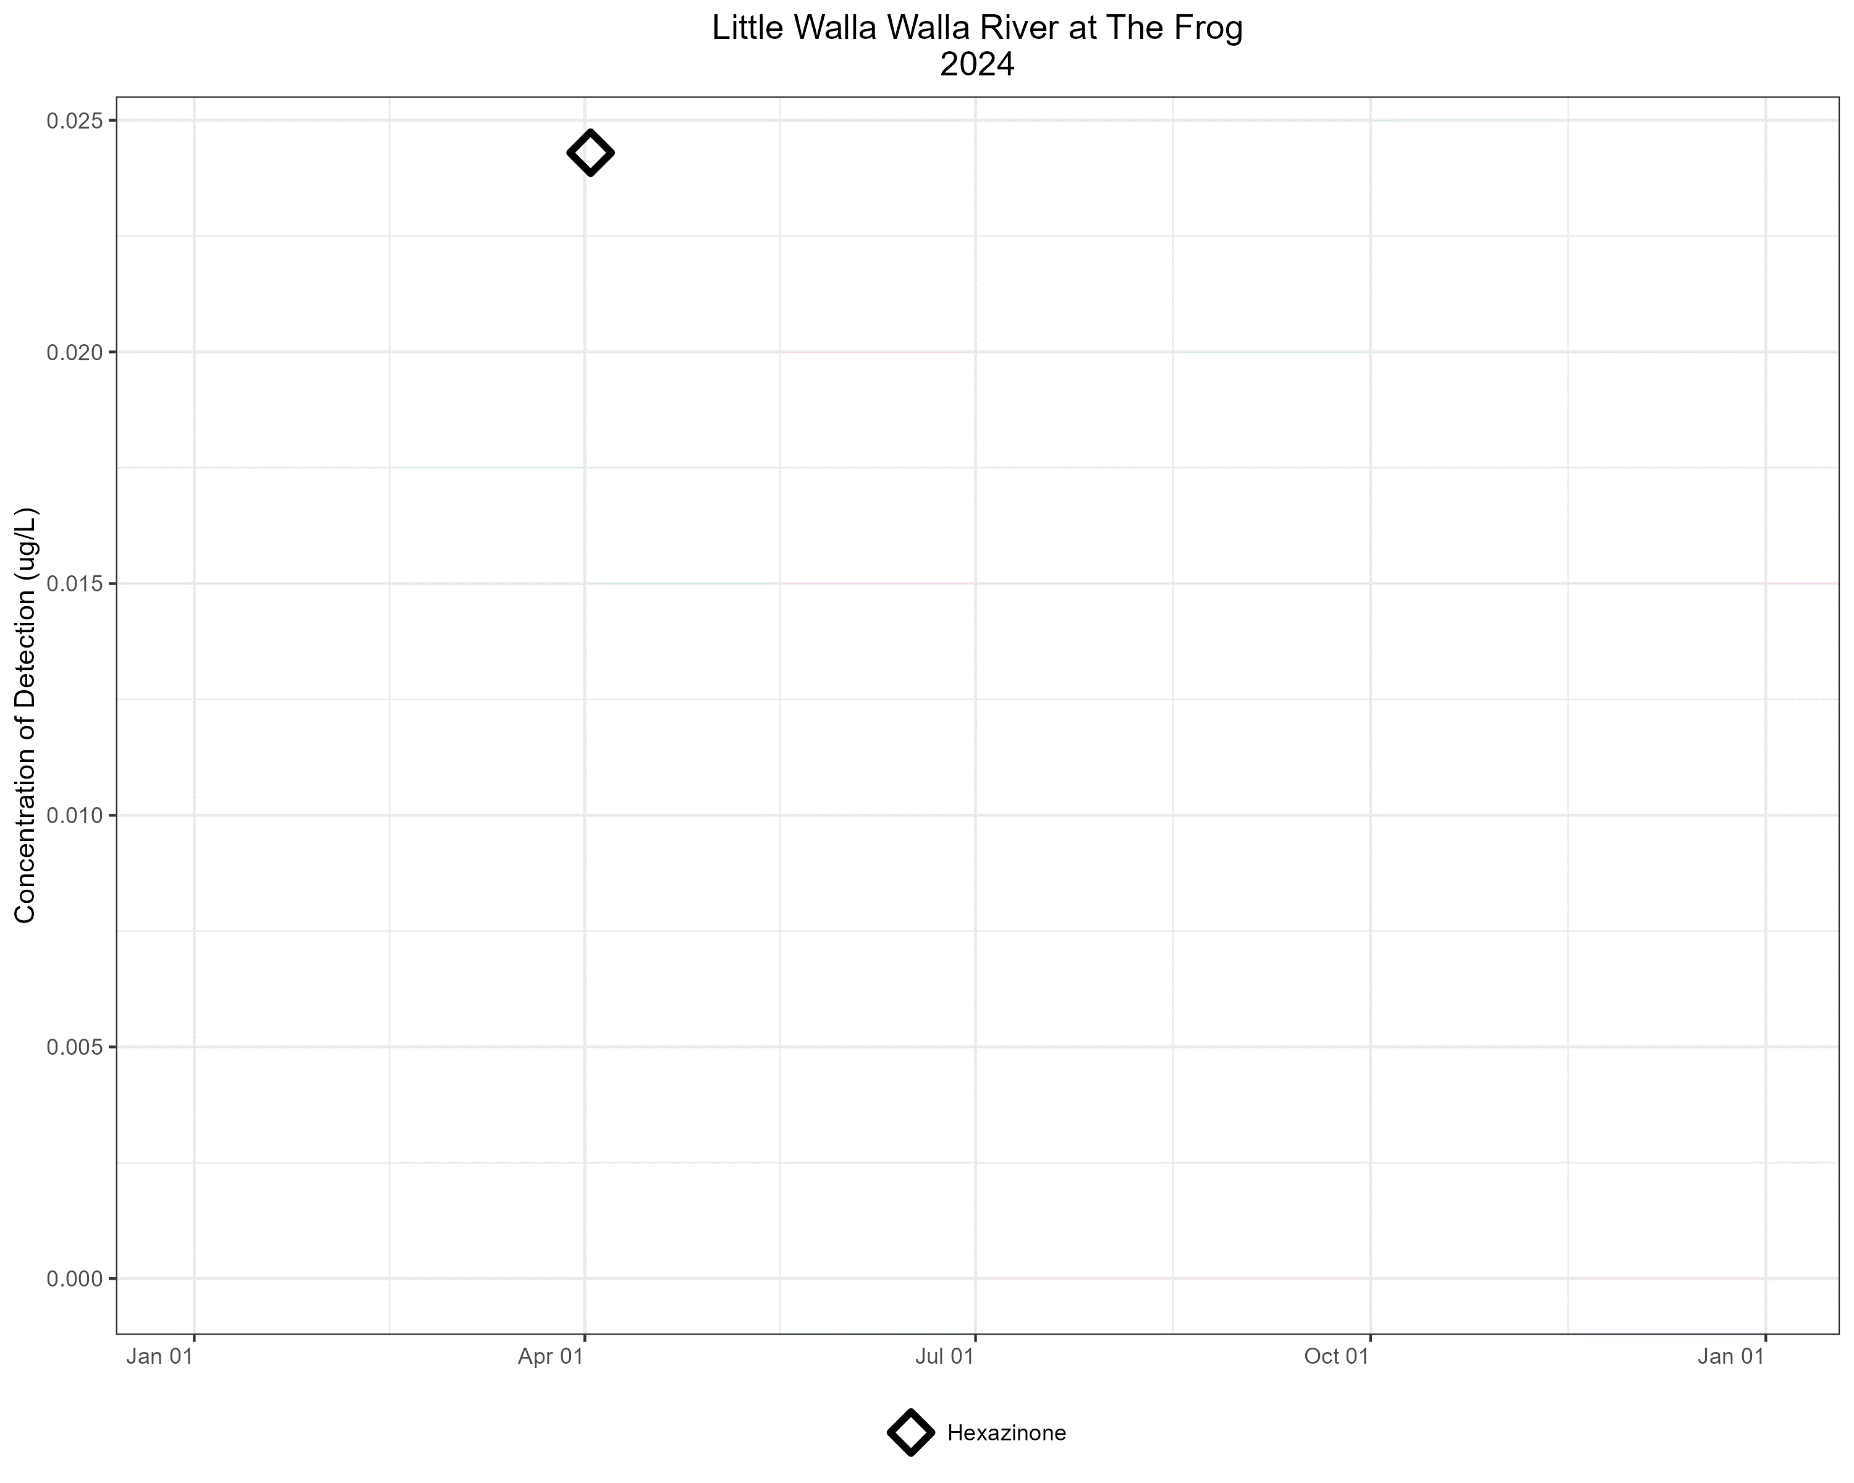 Little Walla Walla River at The Frog
2024
Concentration of Detection (ug/L)
0.025
0.020
0.015
0.010
0.005
0.000
Jan 01
Apr 01
Jul 01
Oct 01
Jan 01
Hexazinone